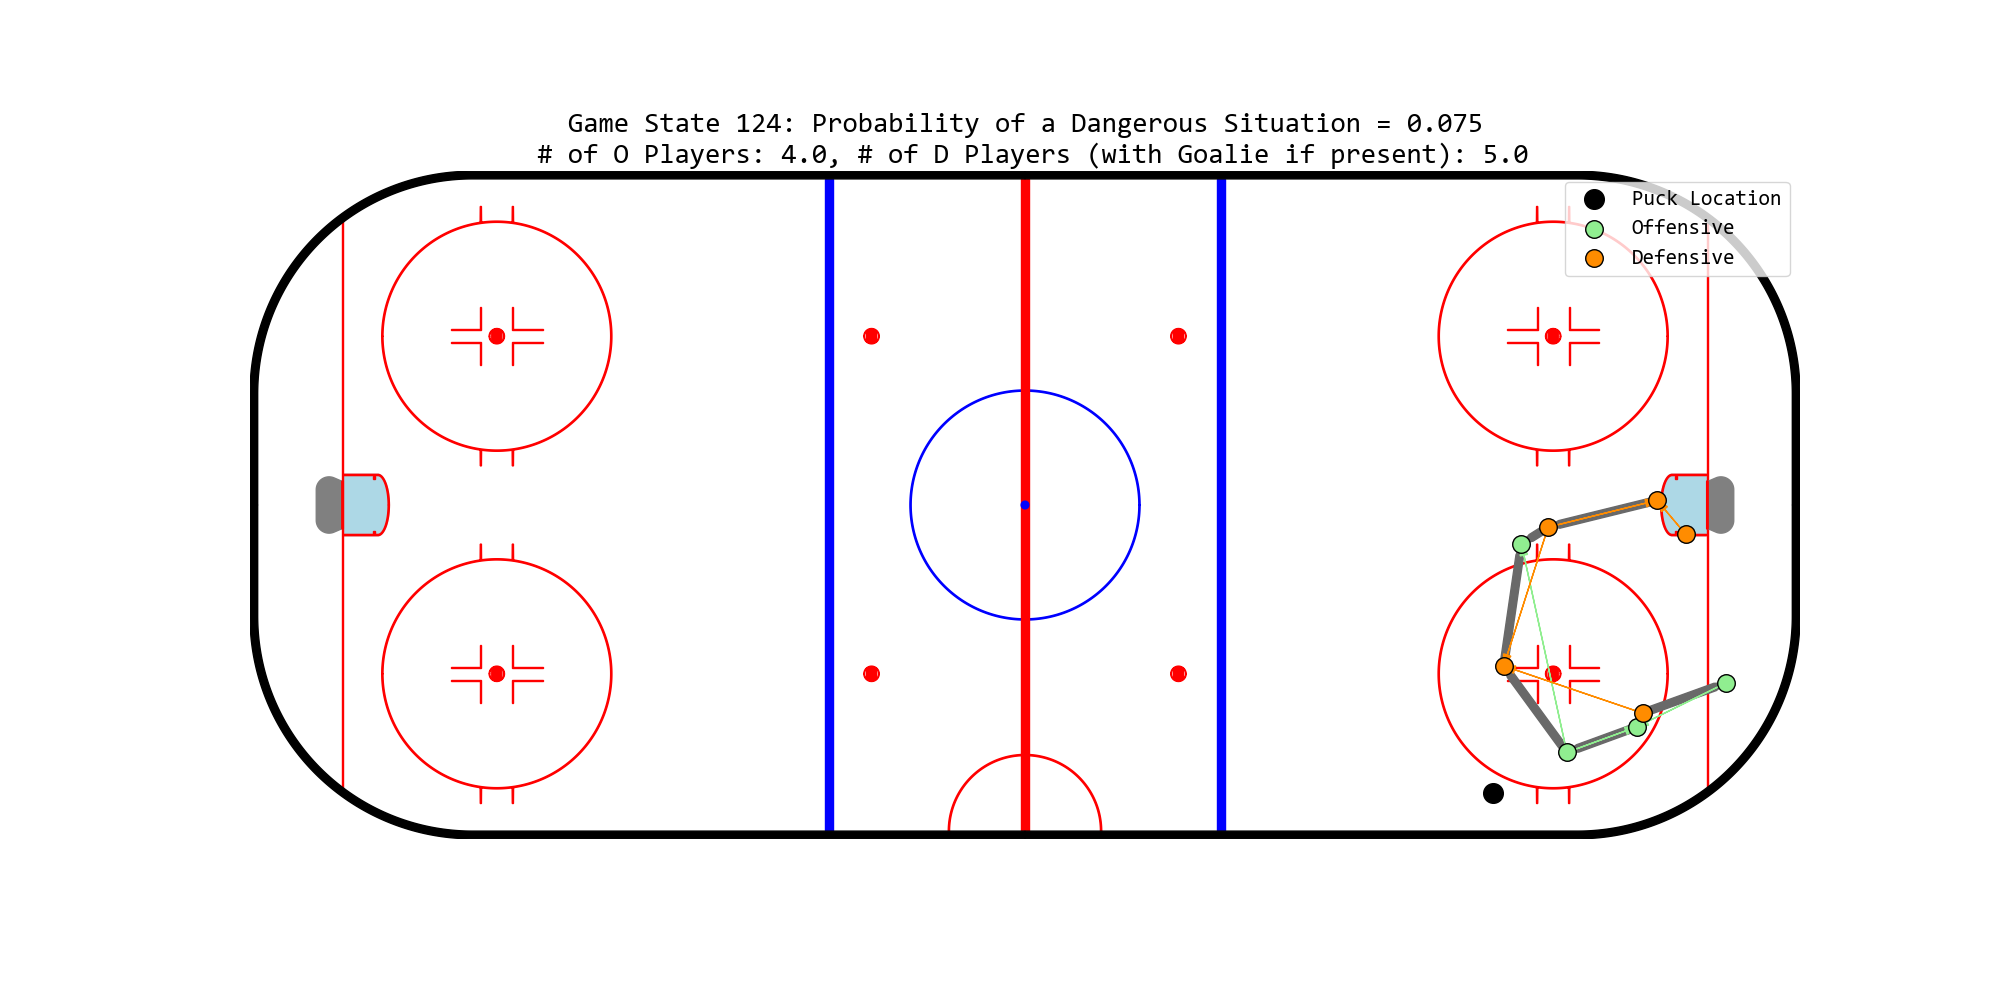 Game State 124: Probability of a Dangerous Situation = 0.075
# of O Players: 4.0, # of D Players (with Goalie if present): 5.0
Puck Location
Offensive
Defensive